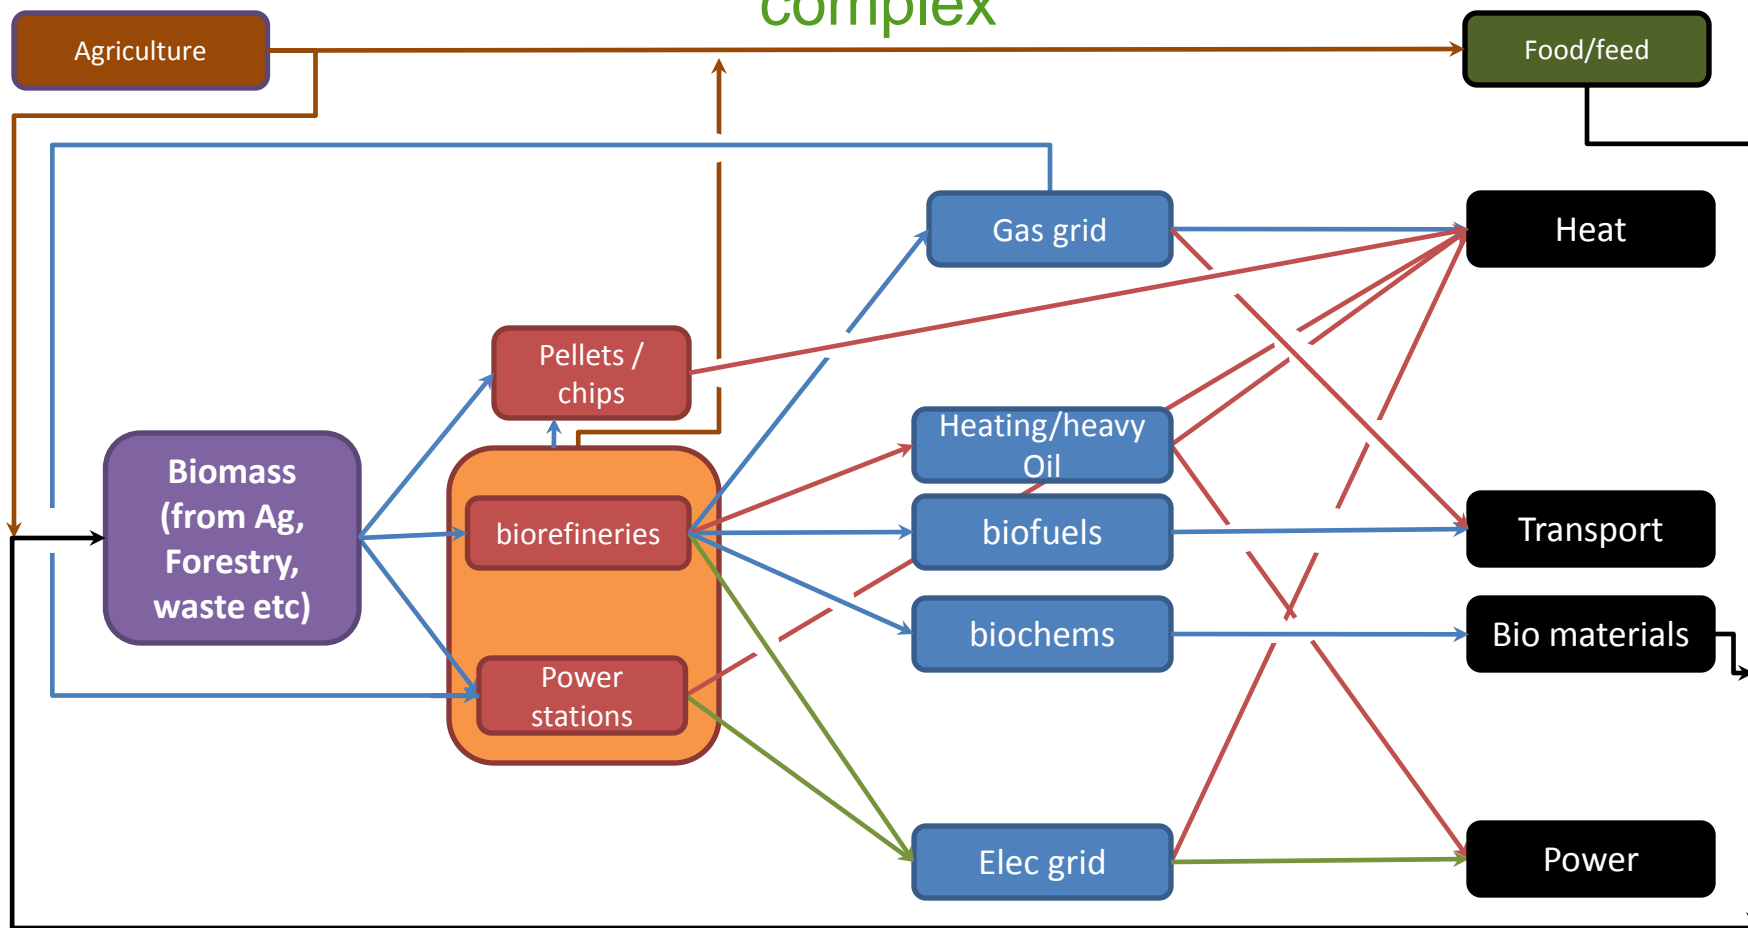 complex
Agriculture
Food/feed
Gas grid
Heat
Pellets /
chips
Heating/heavy
Oil
Biomass
(from Ag,
Forestry,
waste etc)
biorefineries
biofuels
Transport
biochems
Bio materials
Power
stations
Elec grid
Power